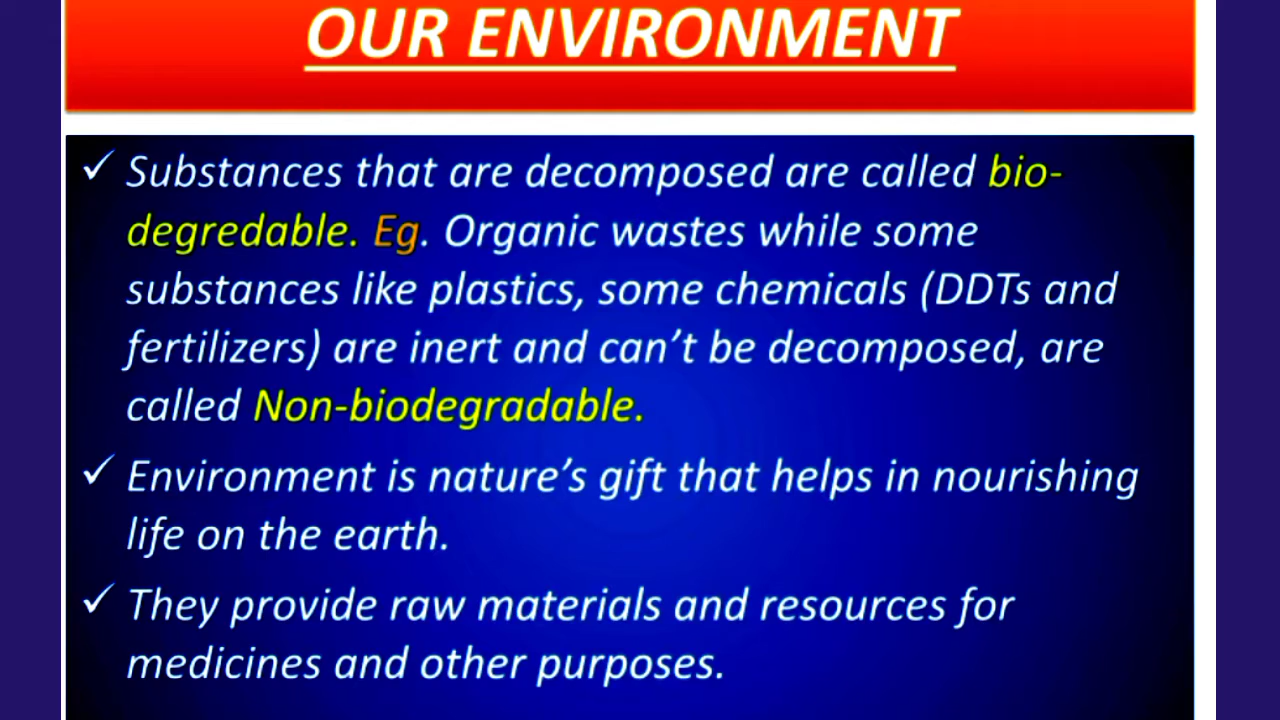 OUR ENVIRONMENT
✓ Substances that are decomposed are called bio-
degredable. Eg. Organic wastes while some
substances like plastics, some chemicals (DDTs and
fertilizers) are inert and can’t be decomposed, are
called Non-biodegradable.
✓ Environment is nature’s gift that helps in nourishing
life on the earth.
✓ They provide raw materials and resources for
medicines and other purposes.